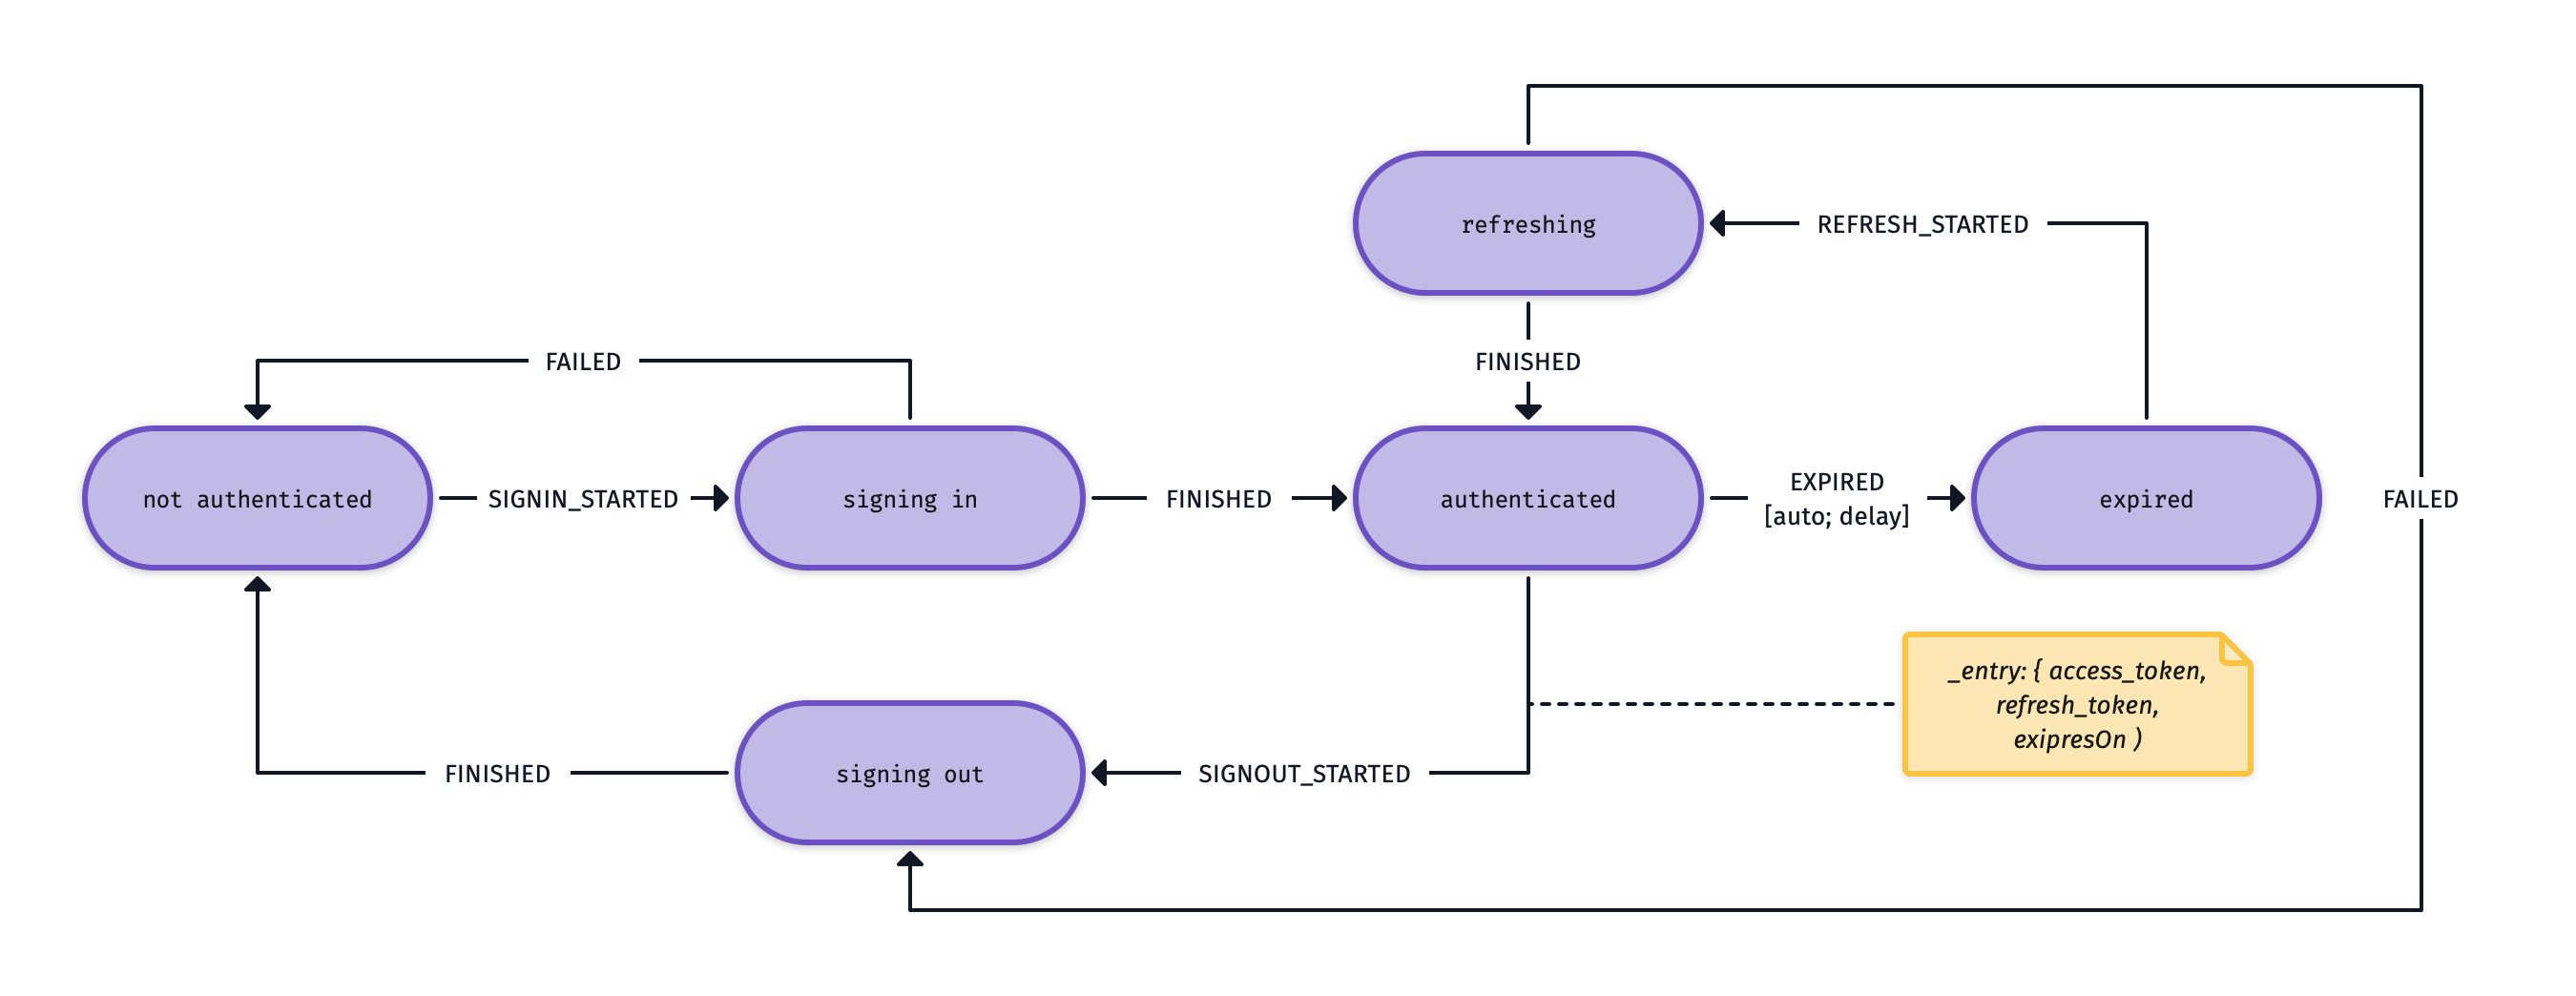 refreshing
REFRESH_STARTED
FINISHED
FAILED
not authenticated
SIGNIN_STARTED
signing in
FINISHED
authenticated
EXPIRED
[auto; delay]
expired
FAILED
_entry: { access_token,
refresh_token,
exipresOn )
FINISHED
signing out
SIGNOUT_STARTED